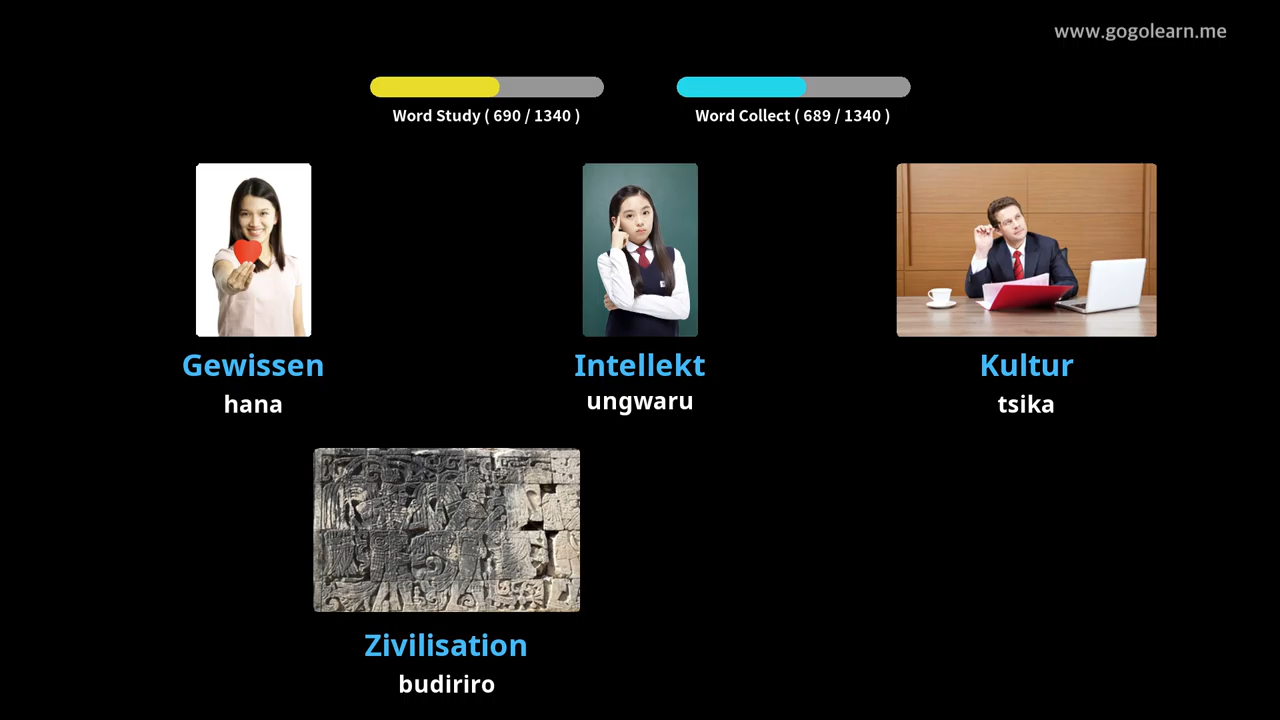 www.gogolearn.me
Word Study ( 690 / 1340 )
Word Collect ( 689 / 1340 )
Gewissen
hana
Intellekt
ungwaru
Kultur
tsika
Zivilisation
budiriro